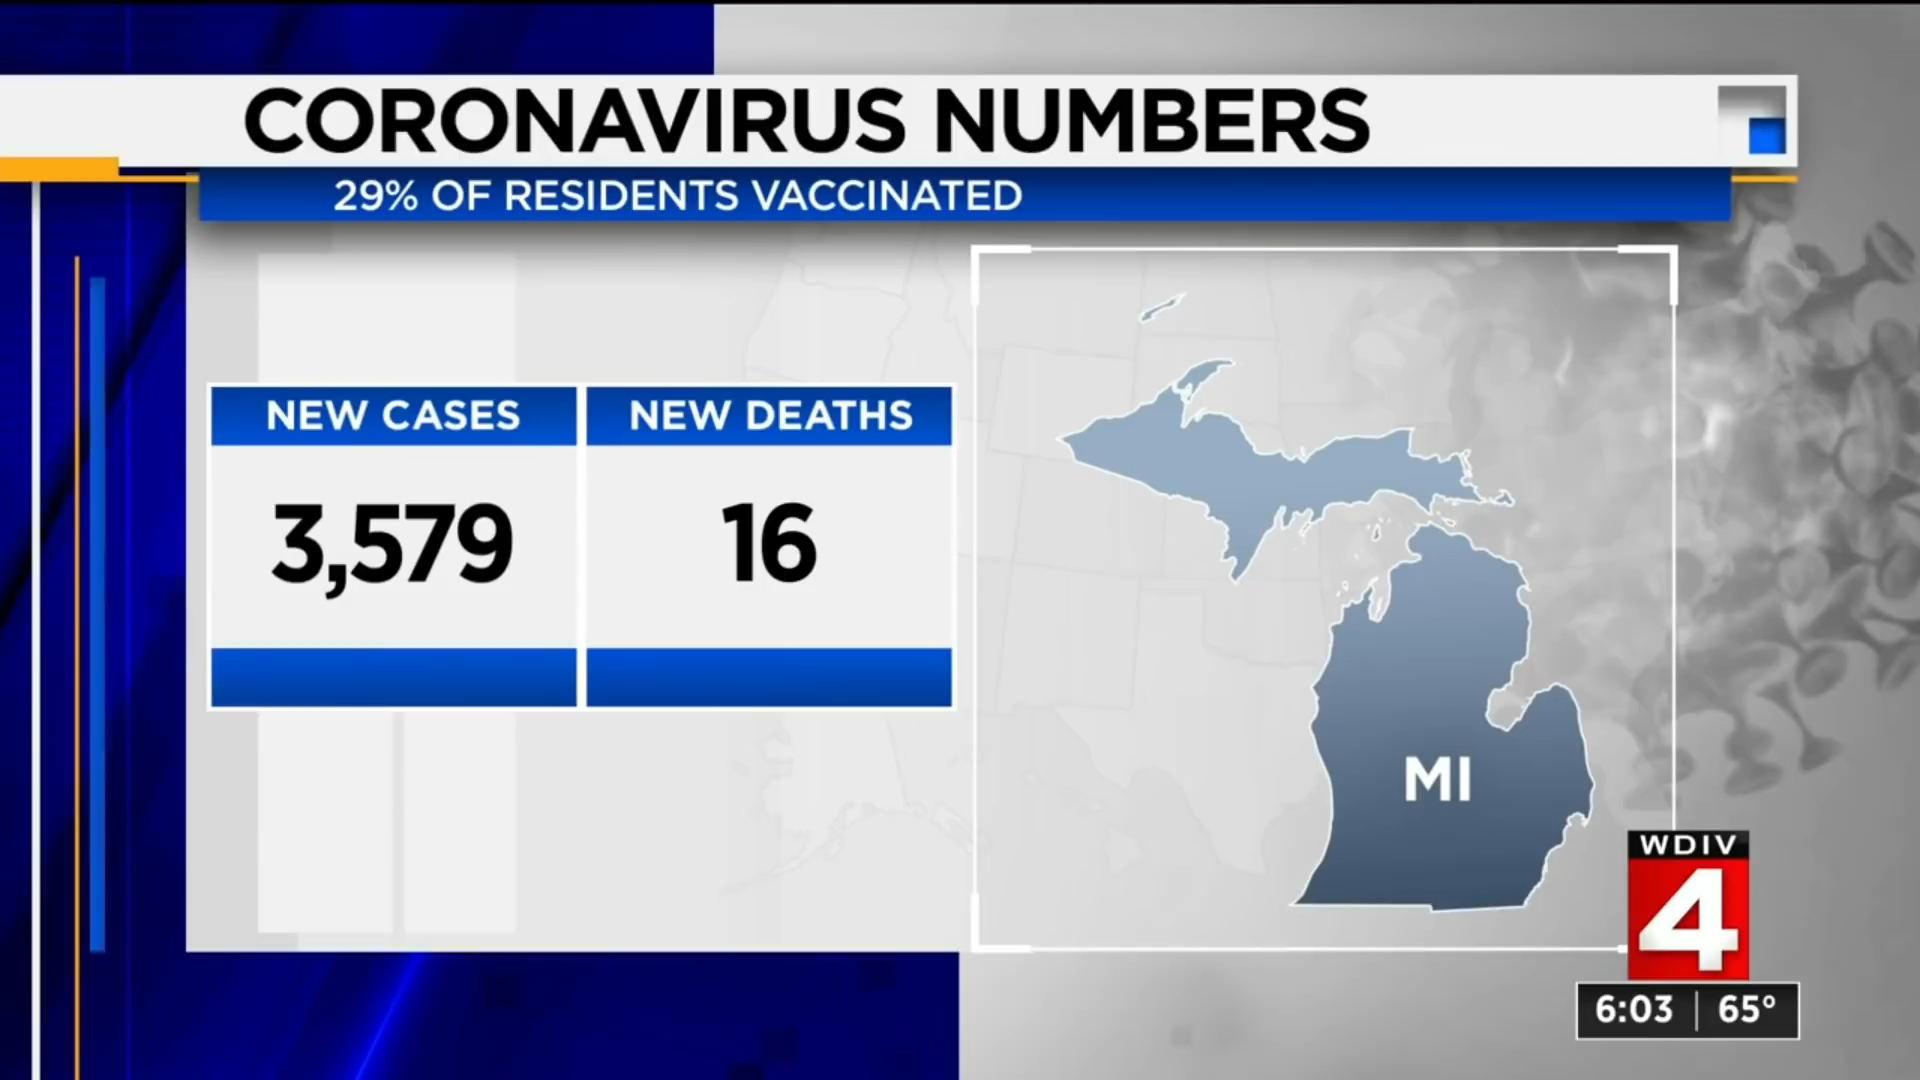 CORONAVIRUS NUMBERS
29% OF RESIDENTS VACCINATED
NEW CASES
NEW DEATHS
3,579
16
MI
WDIV
4
6:03 65°